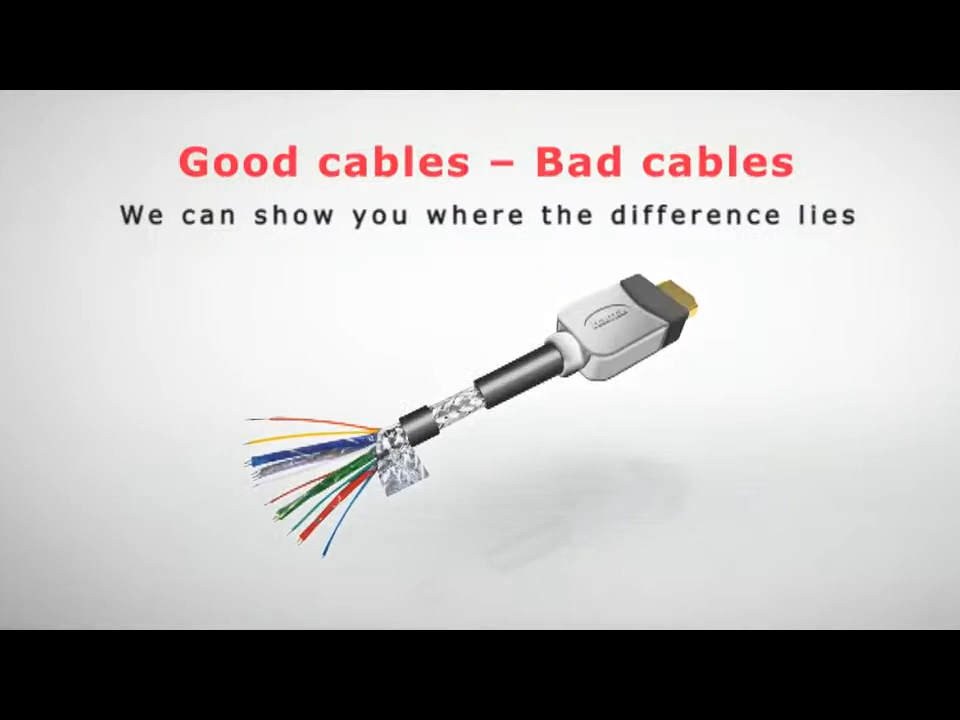 Good cables – Bad cables
We can show you where the difference lies